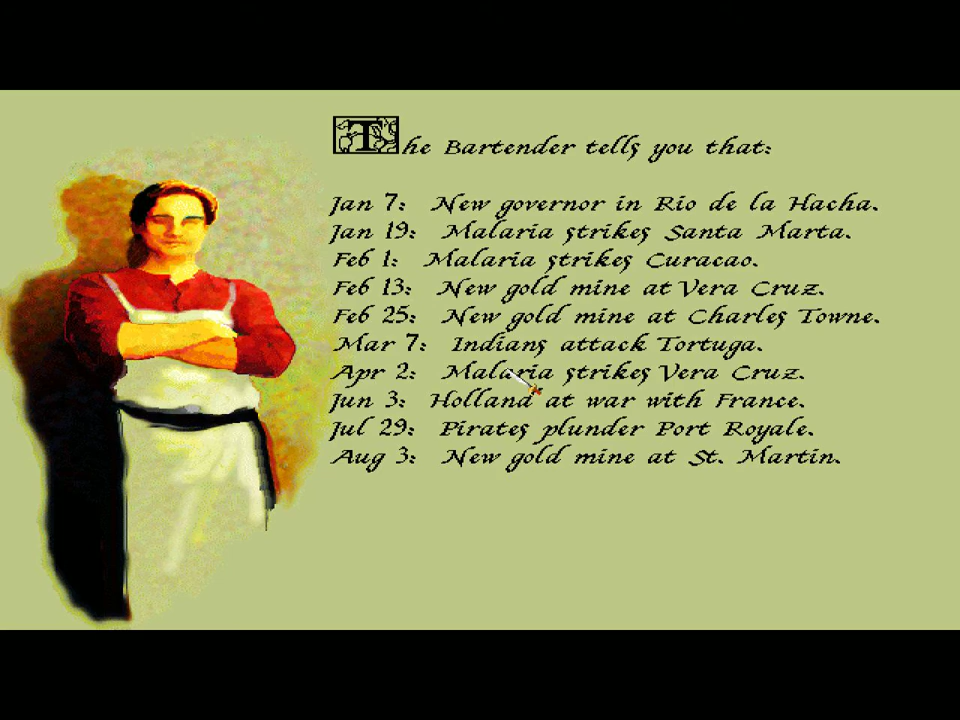 The Bartender tells you that:
Jan 7: New governor in Rio de la Hacha.
Jan 19: Malaria strikes Santa Marta.
Feb 1: Malaria strikes Curacao.
Feb 13: New gold mine at Vera Cruz.
Feb 25: New gold mine at Charles Towne.
Mar 7: Indians attack Tortuga.
Apr 2: Malaria strikes Vera Cruz.
Jun 3: Holland at war with France.
Jul 29: Pirates plunder Port Royale.
Aug 3: New gold mine at St. Martin.